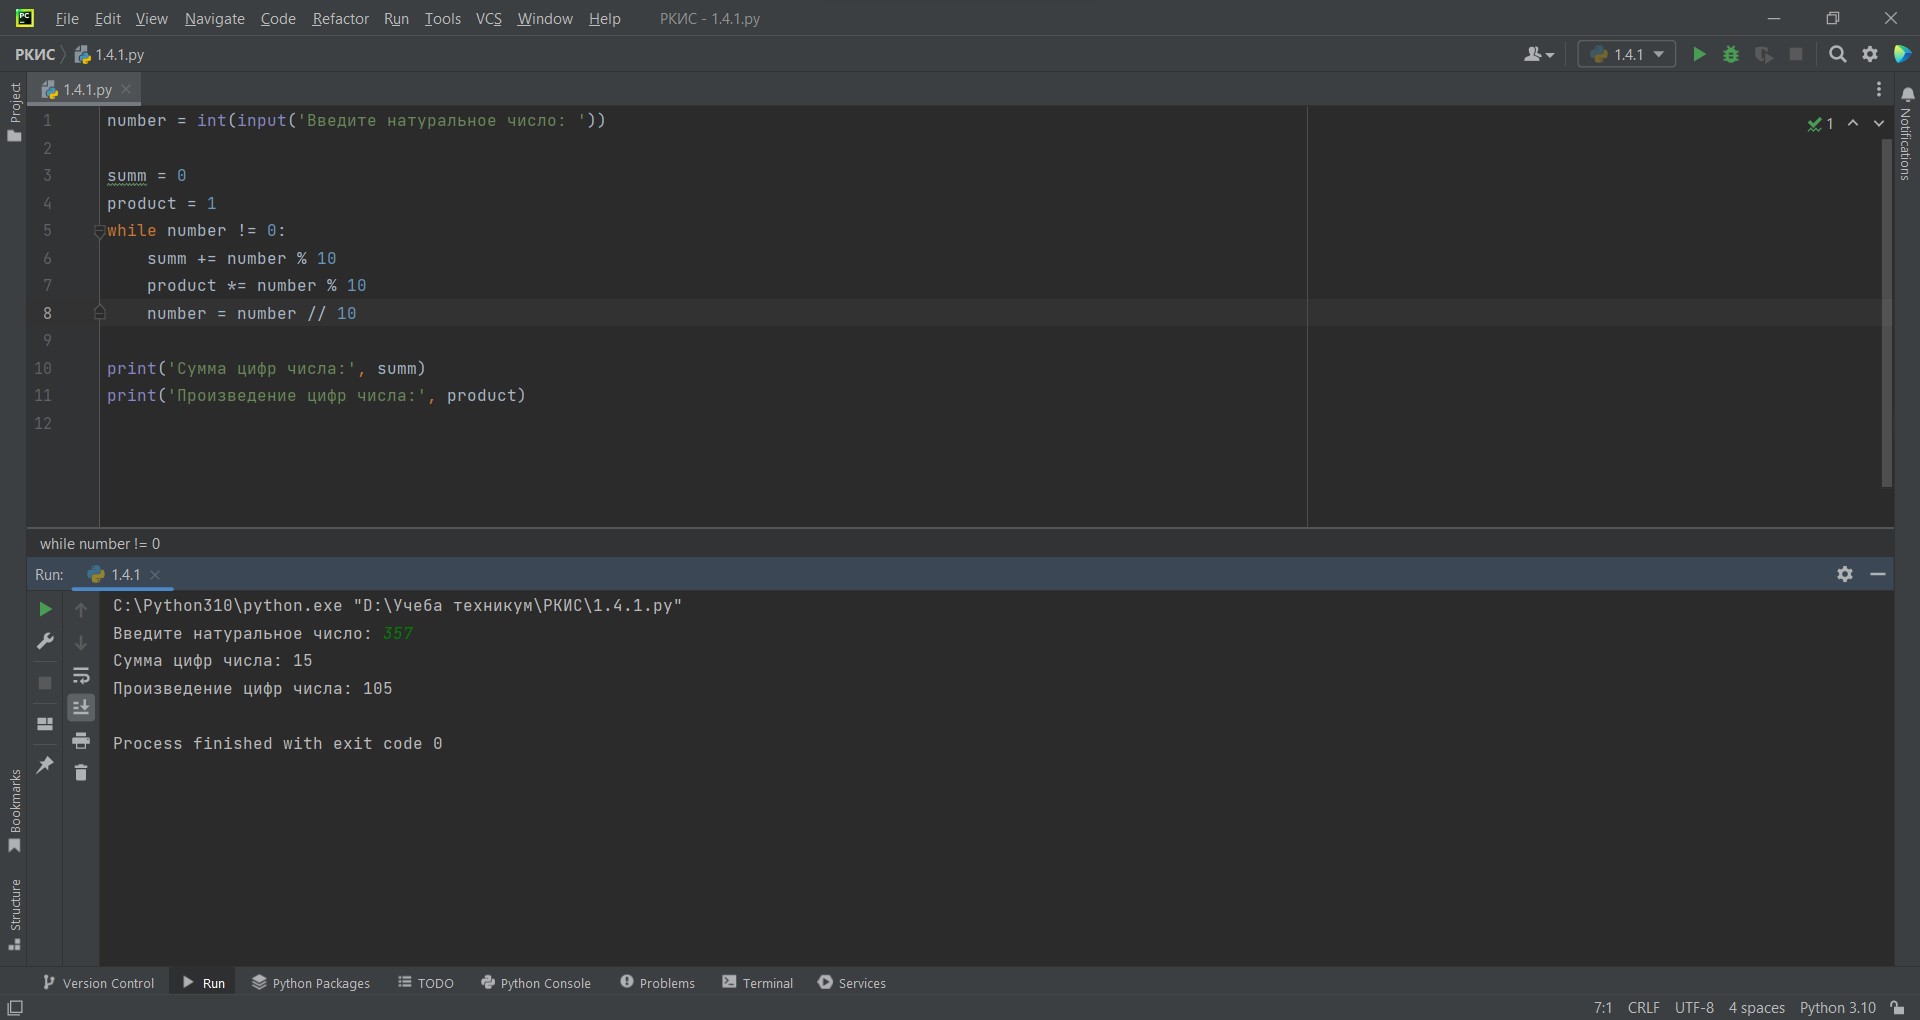 File Edit View Navigate Code Refactor Run Tools VCS Window Help РКИС - 1.4.1.py
РКИС 1.4.1.py 1.4.1
Project
1.4.1.py
Notifications
1 number = int(input('Введите натуральное число: '))
1
2
3 summ = 0
4 product = 1
5 while number != 0:
6 summ += number % 10
7 product *= number % 10
8 number = number // 10
9
10 print('Сумма цифр числа:', summ)
11 print('Произведение цифр числа:', product)
12
while number != 0
Run: 1.4.1
C:\Python310\python.exe "D:\Учеба техникум\РКИС\1.4.1.py"
Введите натуральное число: 357
Сумма цифр числа: 15
Произведение цифр числа: 105
Process finished with exit code 0
Bookmarks
Structure
Version Control Run Python Packages TODO Python Console Problems Terminal Services
7:1 CRLF UTF-8 4 spaces Python 3.10